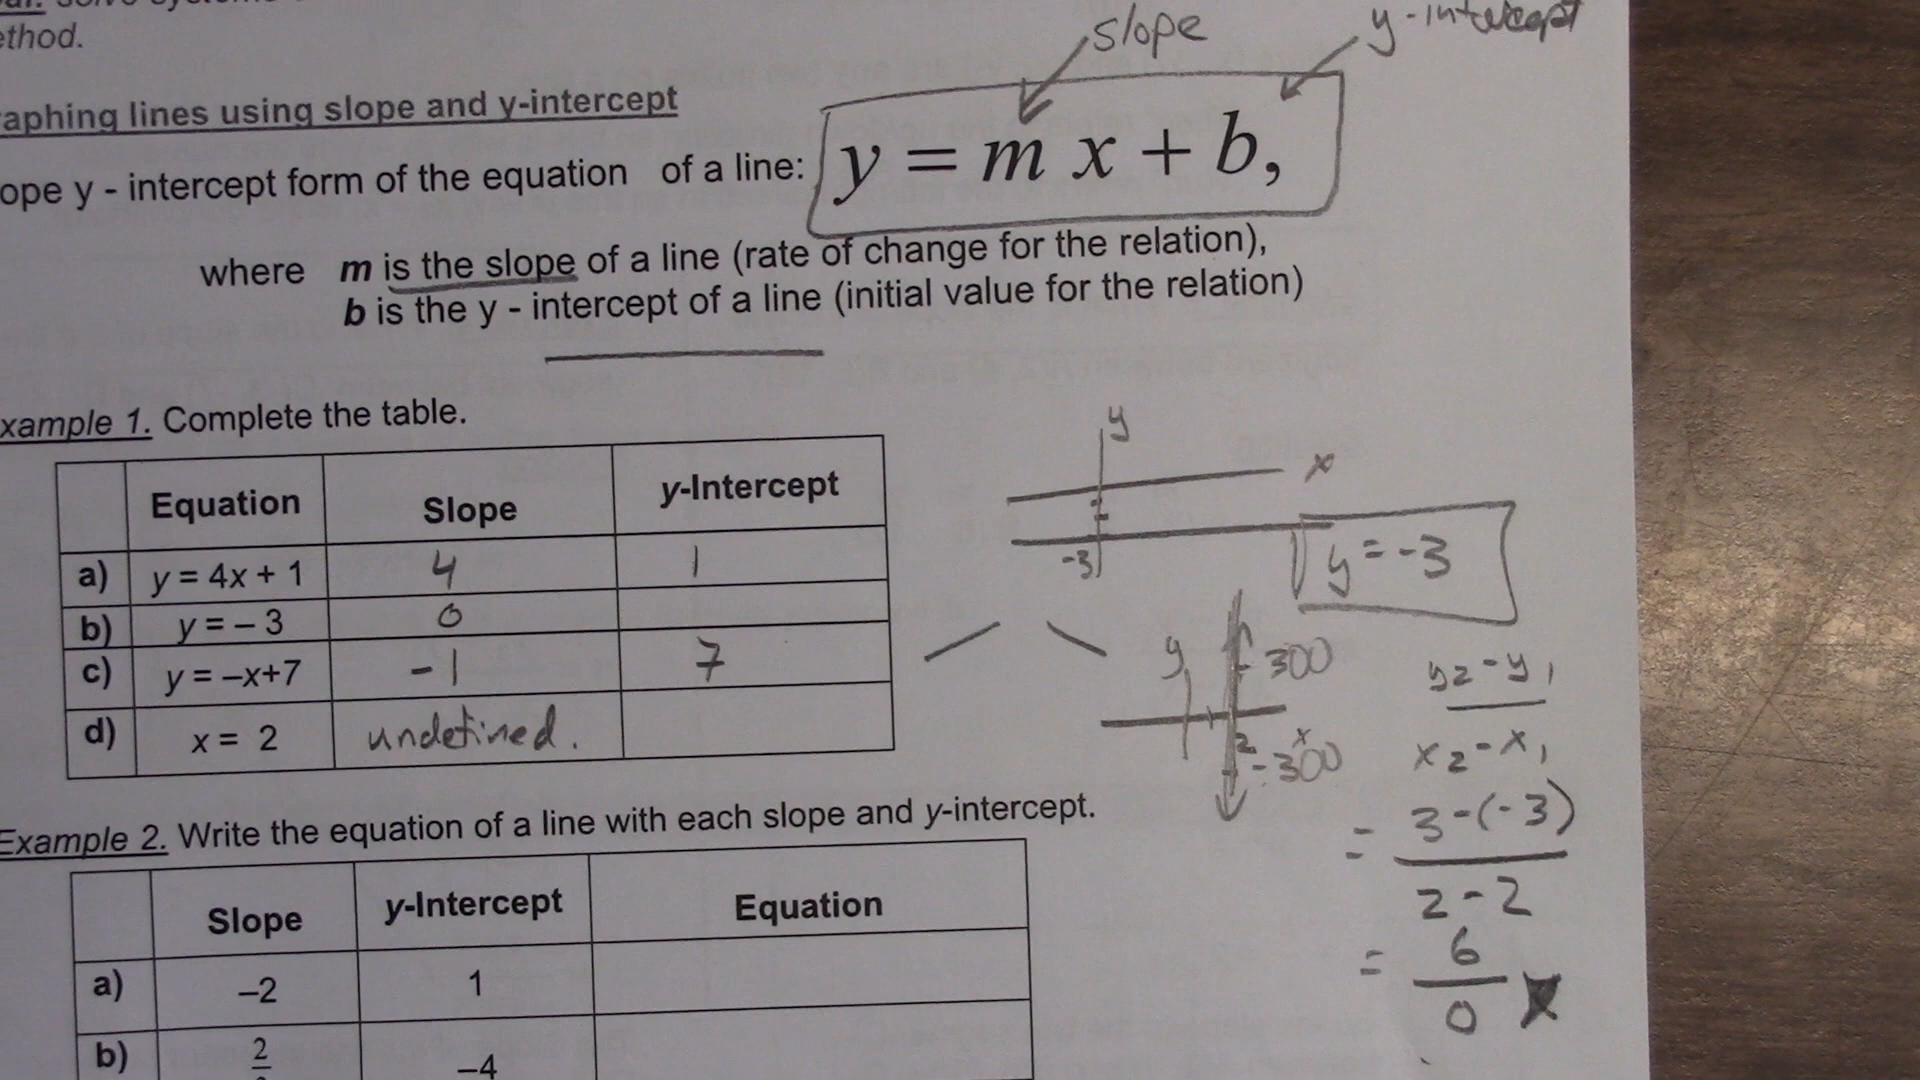 ethod.
slope
y-intercept
aphing lines using slope and y-intercept
ope y - intercept form of the equation of a line: y = m x + b,
where m is the slope of a line (rate of change for the relation),
b is the y - intercept of a line (initial value for the relation)
xample 1. Complete the table.
Equation Slope y-Intercept
a) y = 4x + 1 4 1
b) y = – 3 0
c) y = –x+7 -1 7
d) x = 2 undefined.
y
x
-3
y = -3
y 300
2 x
-300
y2 - y1
x2 - x1
= 3-(-3)
2-2
= 6
0
Example 2. Write the equation of a line with each slope and y-intercept.
Slope y-Intercept Equation
a) –2 1
b) 2 –4